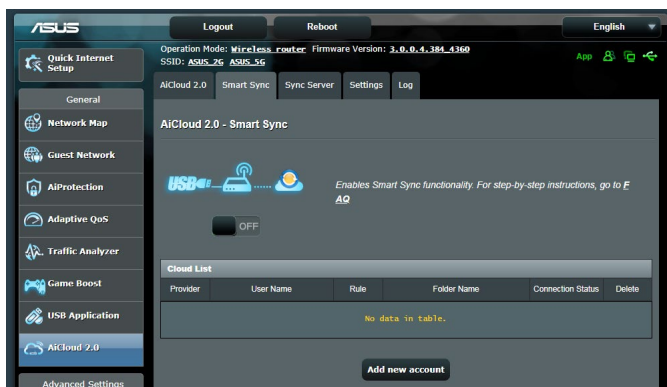 ASUS
Logout
Reboot
English
Quick Internet
Setup
Operation Mode: Wireless router Firmware Version: 3.0.0.4.384_4360
SSID: ASUS_2G ASUS_5G
App
General
AiCloud 2.0
Smart Sync
Sync Server
Settings
Log
Network Map
Guest Network
AiProtection
Adaptive QoS
Traffic Analyzer
Game Boost
USB Application
AiCloud 2.0
Advanced Settings
AiCloud 2.0 - Smart Sync
USB
Enables Smart Sync functionality. For step-by-step instructions, go to F
AQ
OFF
Cloud List
Provider
User Name
Rule
Folder Name
Connection Status
Delete
No data in table.
Add new account